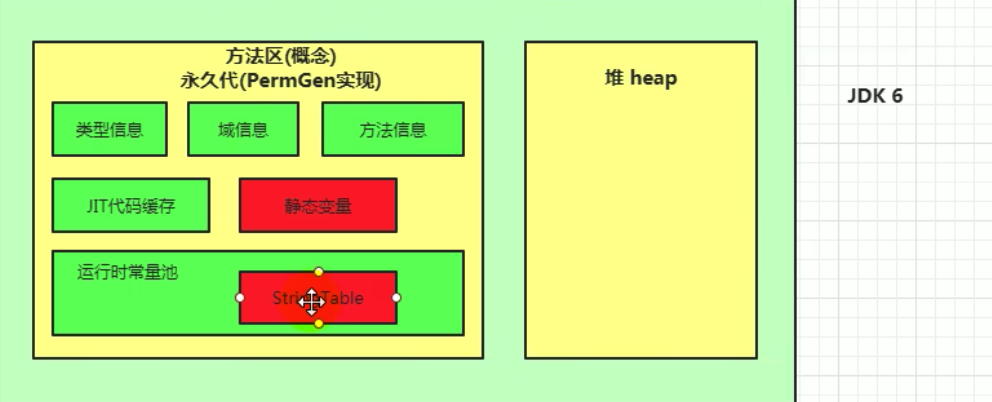 方法区(概念)
永久代(PermGen实现)
堆 heap
JDK 6
类型信息
域信息
方法信息
JIT代码缓存
静态变量
运行时常量池
StringTable